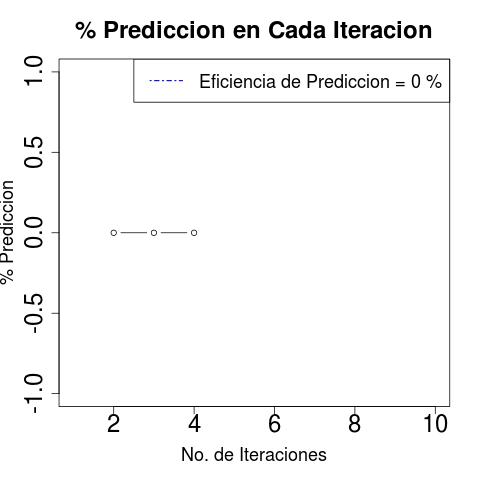 % Prediccion en Cada Iteracion
Eficiencia de Prediccion = 0 %
% Prediccion
1.0
0.5
0.0
-0.5
-1.0
2 4 6 8 10
No. de Iteraciones